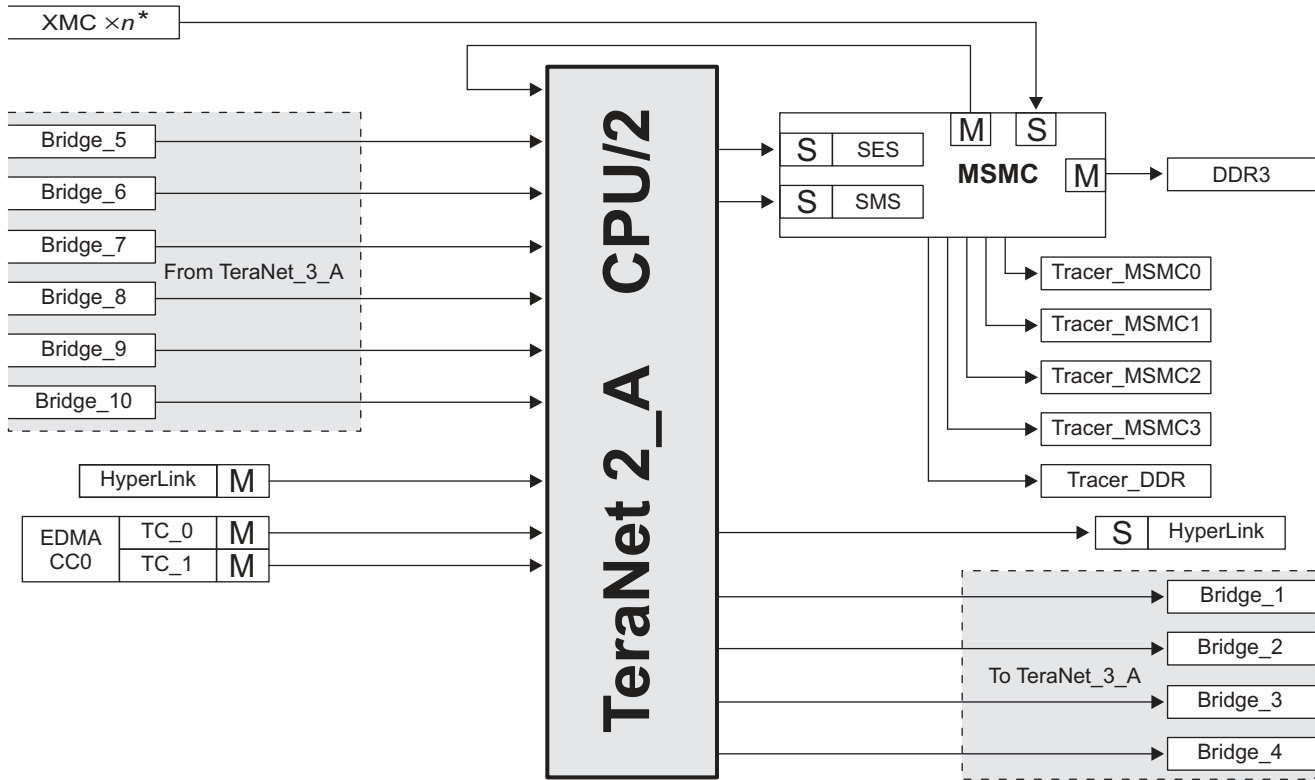 XMC ×n*
Bridge_5
Bridge_6
Bridge_7
From TeraNet_3_A
Bridge_8
Bridge_9
Bridge_10
HyperLink M
EDMA CC0
TC_0 M
TC_1 M
TeraNet 2_A CPU/2
M S
S SES
MSMC
M
S SMS
DDR3
Tracer_MSMC0
Tracer_MSMC1
Tracer_MSMC2
Tracer_MSMC3
Tracer_DDR
S HyperLink
Bridge_1
Bridge_2
To TeraNet_3_A
Bridge_3
Bridge_4